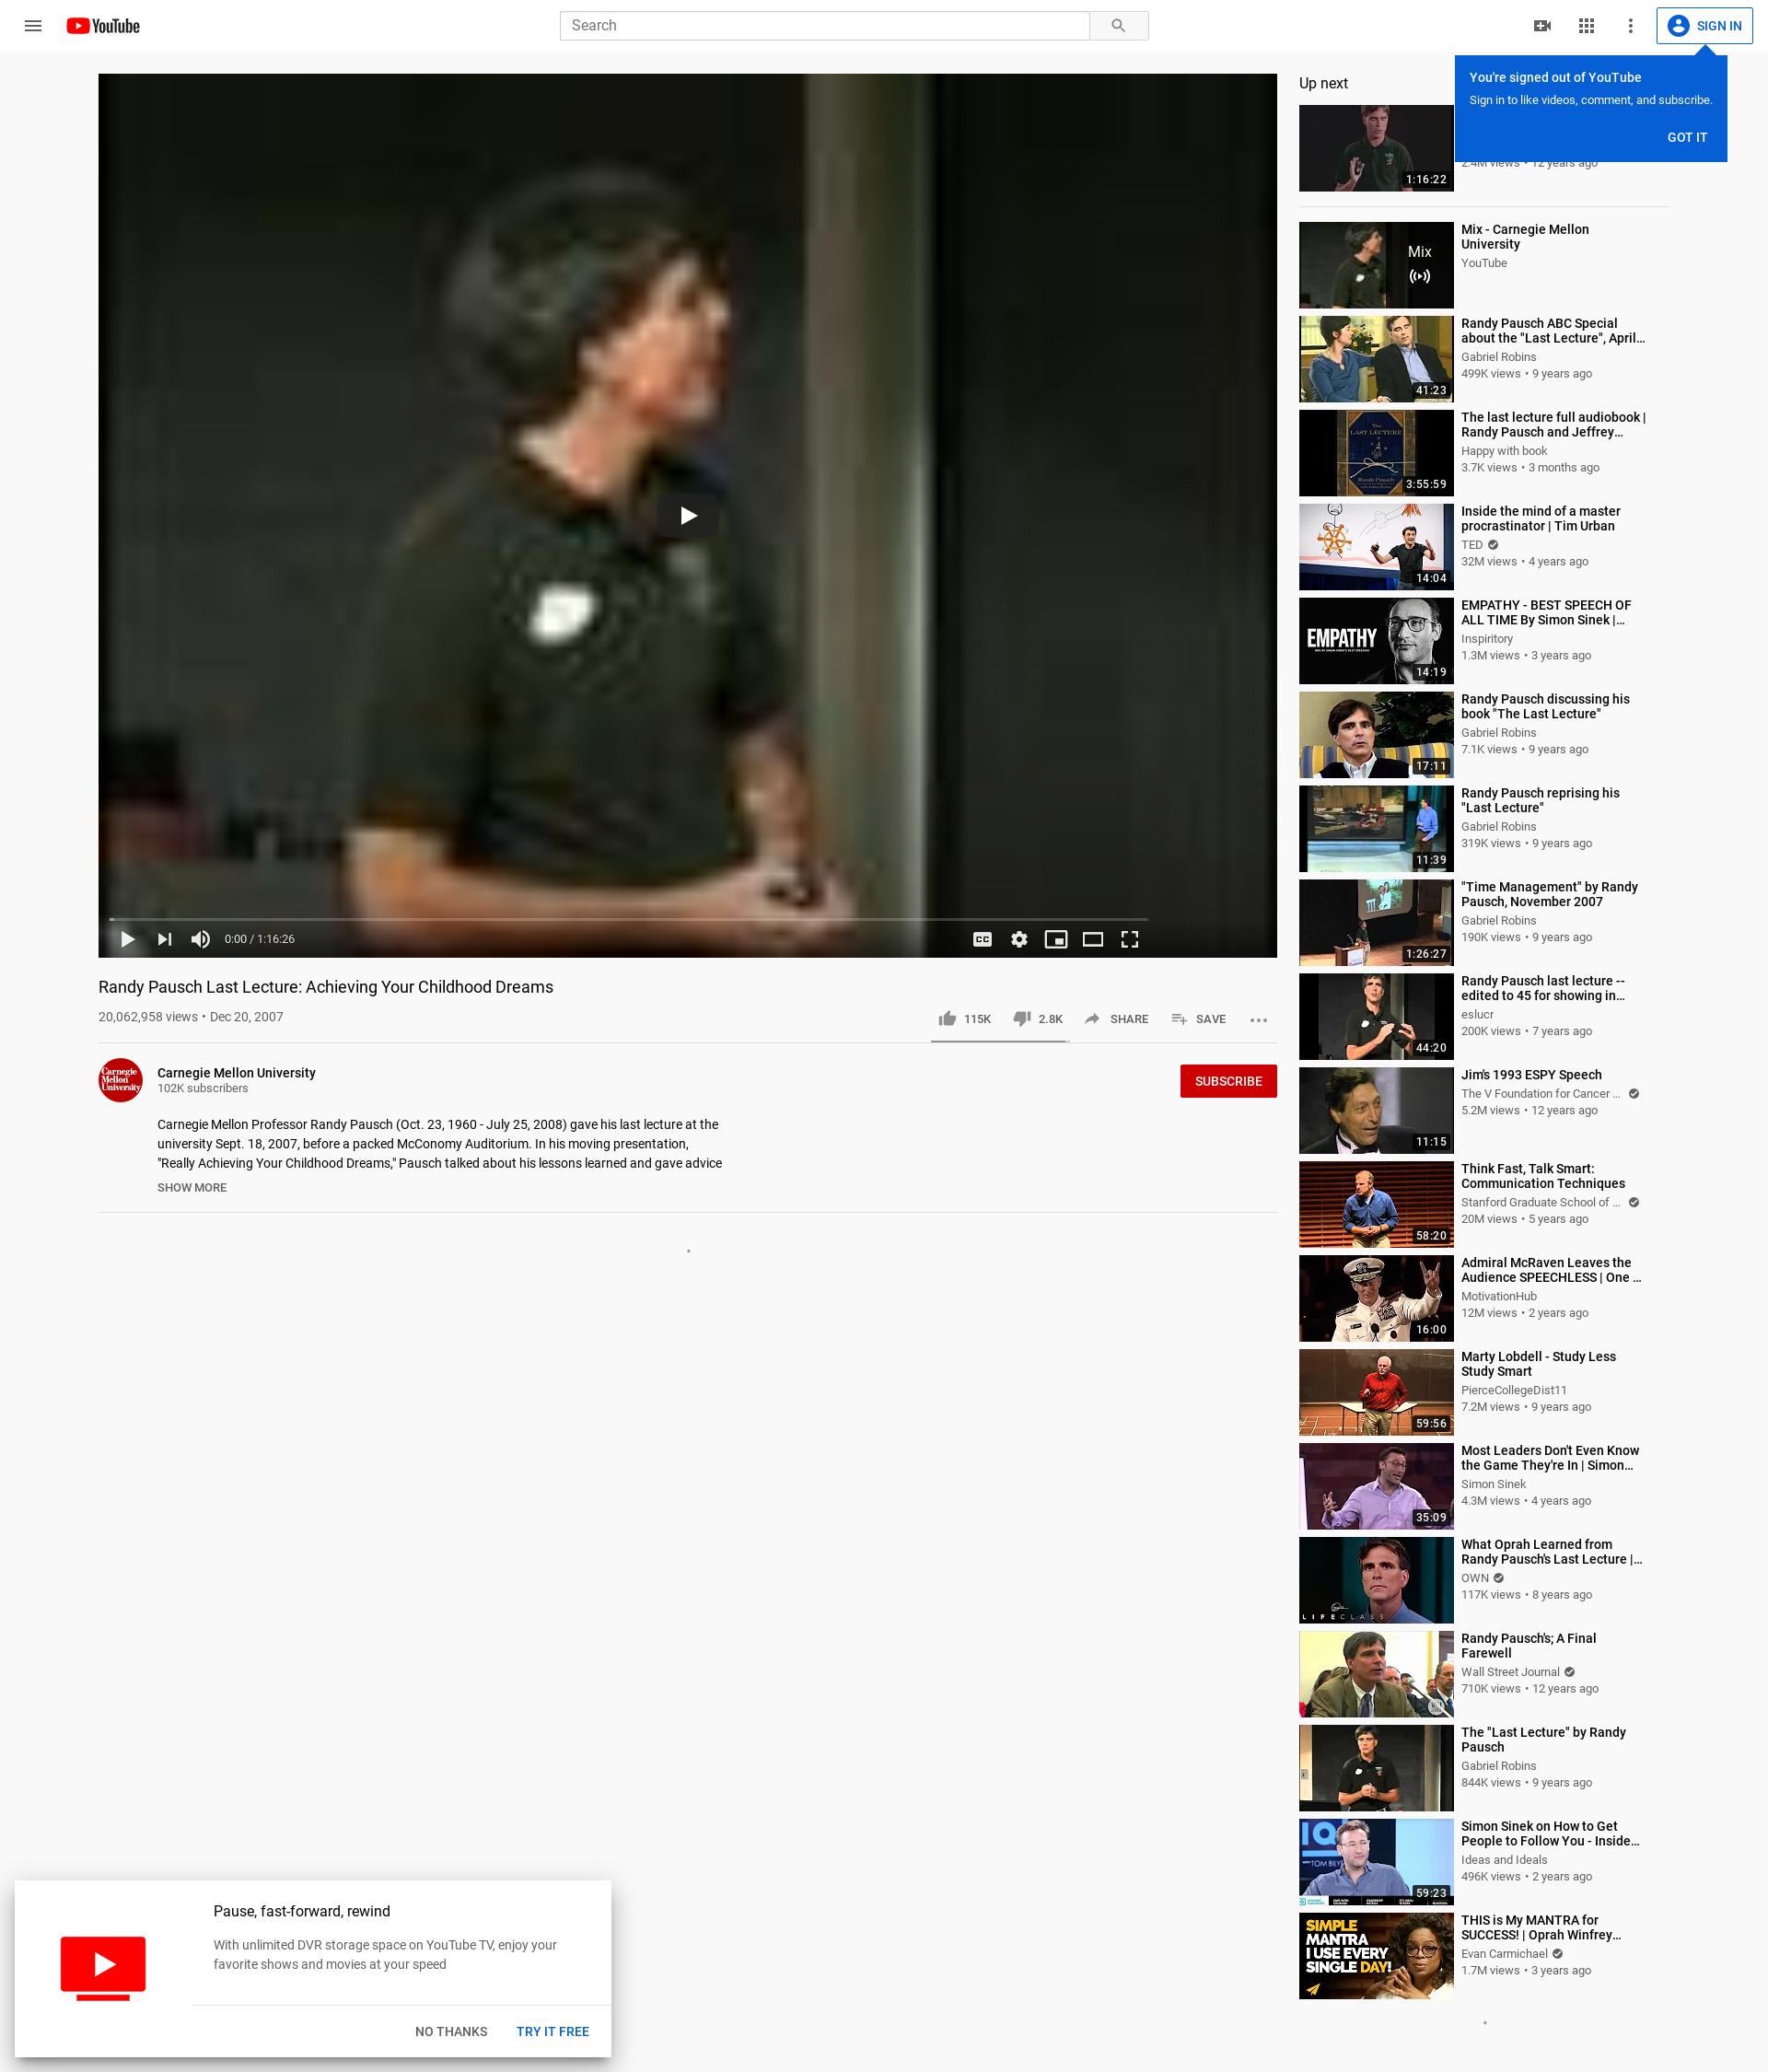 YouTube
Search
SIGN IN
You're signed out of YouTube
Sign in to like videos, comment, and subscribe.
GOT IT
0:00 / 1:16:26
CC
Randy Pausch Last Lecture: Achieving Your Childhood Dreams
20,062,958 views • Dec 20, 2007
115K
2.8K
SHARE
SAVE
Carnegie Mellon University
Carnegie Mellon University
102K subscribers
SUBSCRIBE
Carnegie Mellon Professor Randy Pausch (Oct. 23, 1960 - July 25, 2008) gave his last lecture at the
university Sept. 18, 2007, before a packed McConomy Auditorium. In his moving presentation,
"Really Achieving Your Childhood Dreams," Pausch talked about his lessons learned and gave advice
SHOW MORE
Up next
1:16:22
2.4M views • 12 years ago
Mix
Mix - Carnegie Mellon
University
YouTube
41:23
Randy Pausch ABC Special
about the "Last Lecture", April...
Gabriel Robins
499K views • 9 years ago
The
LAST LECTURE
Randy Pausch
3:55:59
The last lecture full audiobook |
Randy Pausch and Jeffrey...
Happy with book
3.7K views • 3 months ago
14:04
Inside the mind of a master
procrastinator | Tim Urban
TED
32M views • 4 years ago
EMPATHY
14:19
EMPATHY - BEST SPEECH OF
ALL TIME By Simon Sinek |...
Inspiritory
1.3M views • 3 years ago
17:11
Randy Pausch discussing his
book "The Last Lecture"
Gabriel Robins
7.1K views • 9 years ago
11:39
Randy Pausch reprising his
"Last Lecture"
Gabriel Robins
319K views • 9 years ago
1:26:27
"Time Management" by Randy
Pausch, November 2007
Gabriel Robins
190K views • 9 years ago
44:20
Randy Pausch last lecture --
edited to 45 for showing in...
eslucr
200K views • 7 years ago
11:15
Jim's 1993 ESPY Speech
The V Foundation for Cancer ...
5.2M views • 12 years ago
58:20
Think Fast, Talk Smart:
Communication Techniques
Stanford Graduate School of ...
20M views • 5 years ago
16:00
Admiral McRaven Leaves the
Audience SPEECHLESS | One ...
MotivationHub
12M views • 2 years ago
59:56
Marty Lobdell - Study Less
Study Smart
PierceCollegeDist11
7.2M views • 9 years ago
35:09
Most Leaders Don't Even Know
the Game They're In | Simon...
Simon Sinek
4.3M views • 4 years ago
LIFECLASS
What Oprah Learned from
Randy Pausch's Last Lecture |...
OWN
117K views • 8 years ago
Randy Pausch's; A Final
Farewell
Wall Street Journal
710K views • 12 years ago
The "Last Lecture" by Randy
Pausch
Gabriel Robins
844K views • 9 years ago
IQ
TOM BILY
59:23
Simon Sinek on How to Get
People to Follow You - Inside...
Ideas and Ideals
496K views • 2 years ago
SIMPLE
MANTRA
I USE EVERY
SINGLE DAY!
THIS is My MANTRA for
SUCCESS! | Oprah Winfrey...
Evan Carmichael
1.7M views • 3 years ago
Pause, fast-forward, rewind
With unlimited DVR storage space on YouTube TV, enjoy your
favorite shows and movies at your speed
NO THANKS
TRY IT FREE